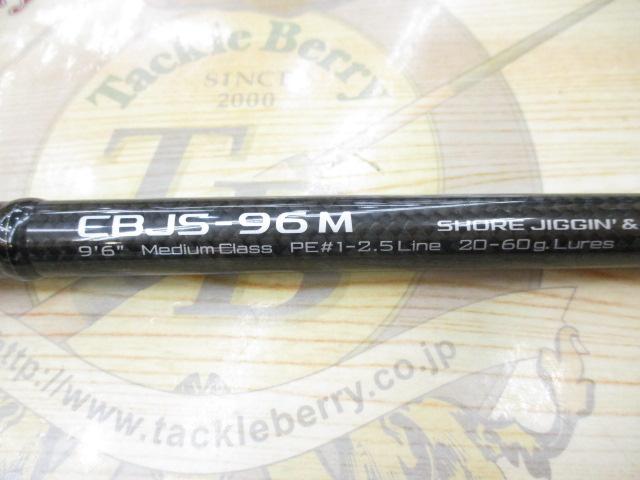 Tackle Berry
SINCE
2000
TB
CBJS-96M
SHORE JIGGIN' &
9'6" Medium Class PE#1-2.5 Line 20-60g. Lures
http://www.tackleberry.co.jp